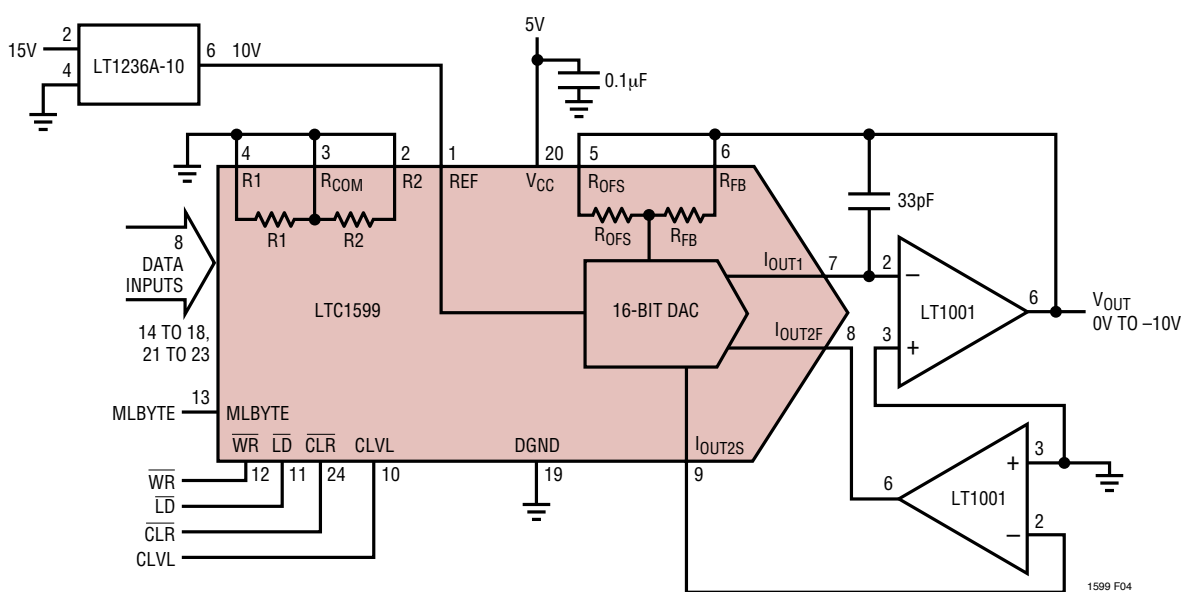 5V
2
15V
4
LT1236A-10
6 10V
0.1μF
4 3 2 1 20 5 6
R1 RCOM R2 REF VCC ROFS RFB
33pF
R1 R2
ROFS RFB
8
DATA
INPUTS
14 TO 18,
21 TO 23
LTC1599
16-BIT DAC
IOUT1 7
IOUT2F 8
2
–
LT1001
6
VOUT
0V TO –10V
3
+
13
MLBYTE MLBYTE
WR LD CLR CLVL DGND IOUT2S
12 11 24 10 19 9
WR
LD
CLR
CLVL
6
LT1001
+
3
–
2
1599 F04